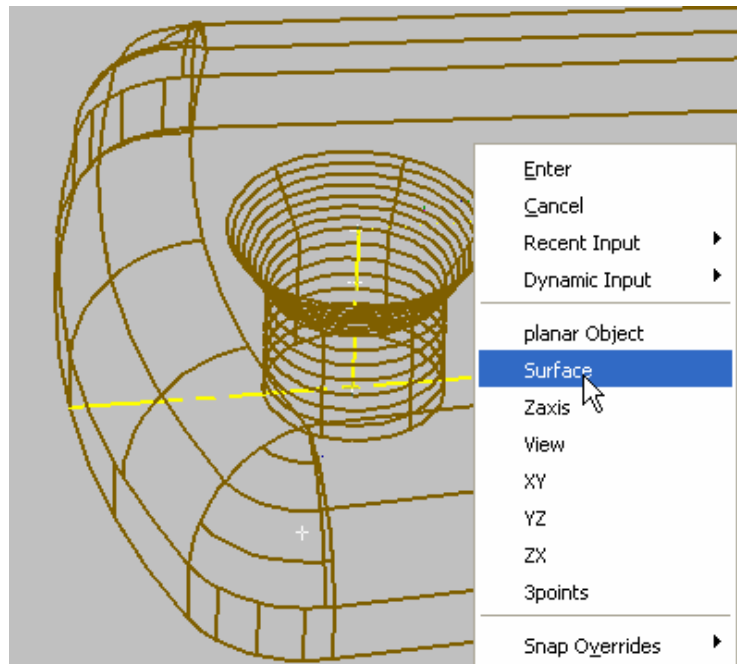 Enter
Cancel
Recent Input
Dynamic Input
planar Object
Surface
Zaxis
View
XY
YZ
ZX
3points
Snap Overrides